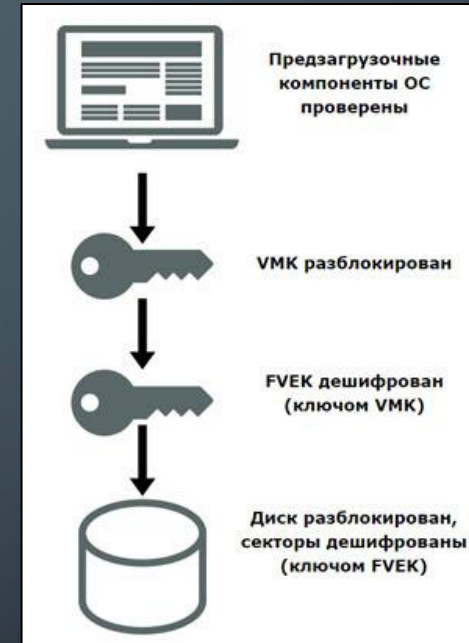 Предзагрузочные
компоненты ОС
проверены
VMK разблокирован
FVEK дешифрован
(ключом VMK)
Диск разблокирован,
секторы дешифрованы
(ключом FVEK)